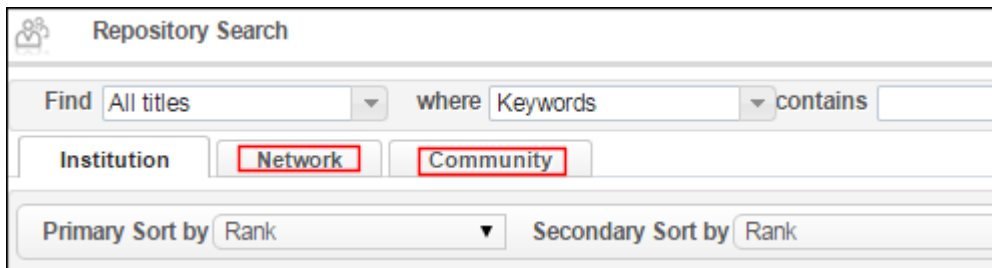 Repository Search
Find All titles where Keywords contains
Institution Network Community
Primary Sort by Rank Secondary Sort by Rank